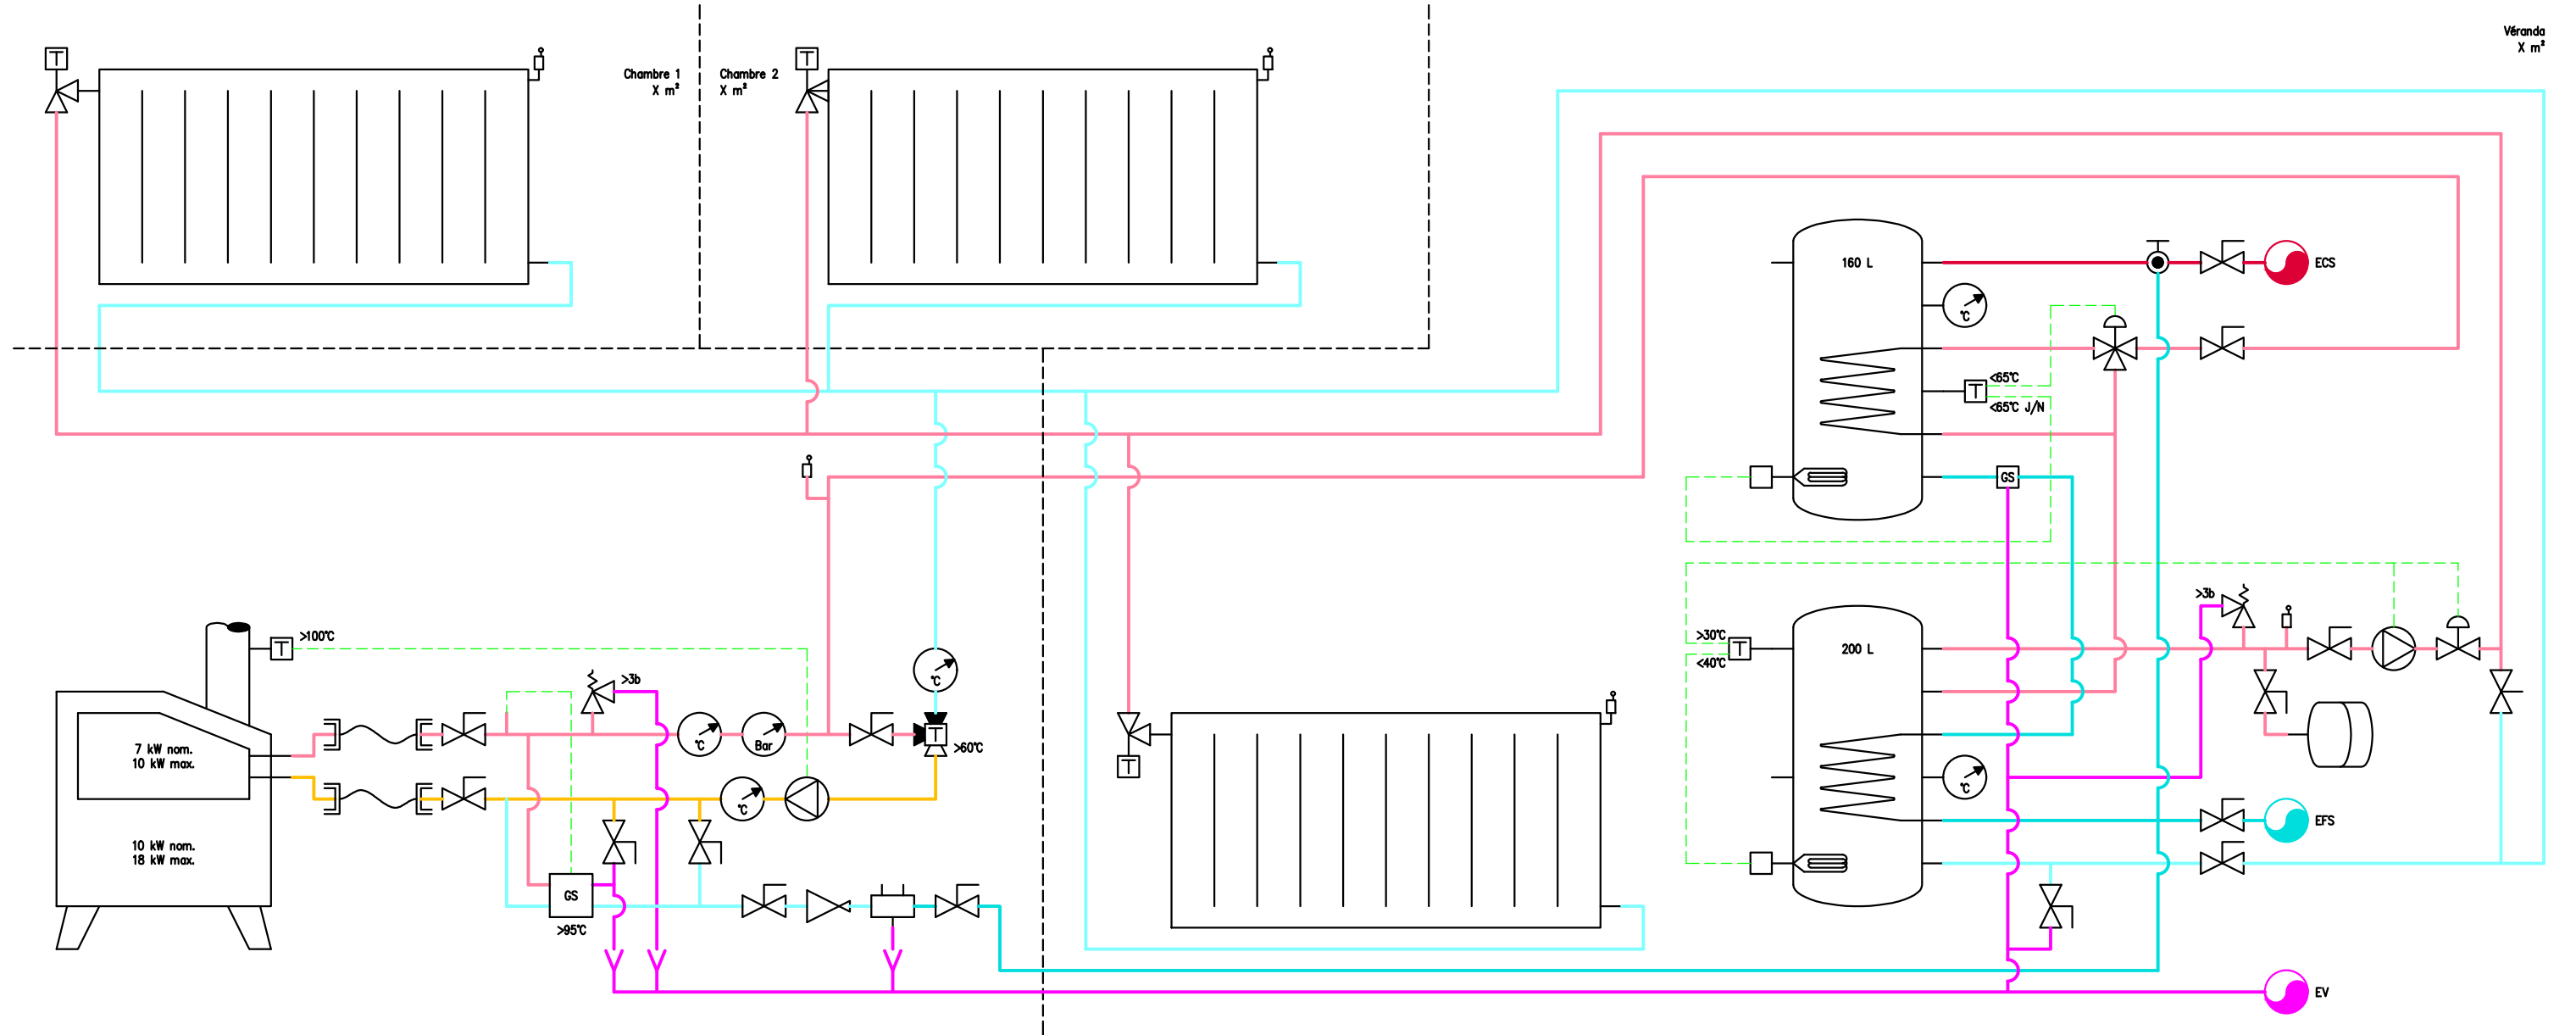 Véranda
X m²
T
T
Chambre 1
X m²
Chambre 2
X m²
160 L
ECS
°C
T
<65°C
<65°C J/N
GS
>3b
T
>100°C
>30°C
T
<40°C
200 L
°C
>3b
°C
Bar
T
>60°C
7 kW nom.
10 kW max.
T
°C
°C
EFS
10 kW nom.
18 kW max.
GS
>95°C
EV